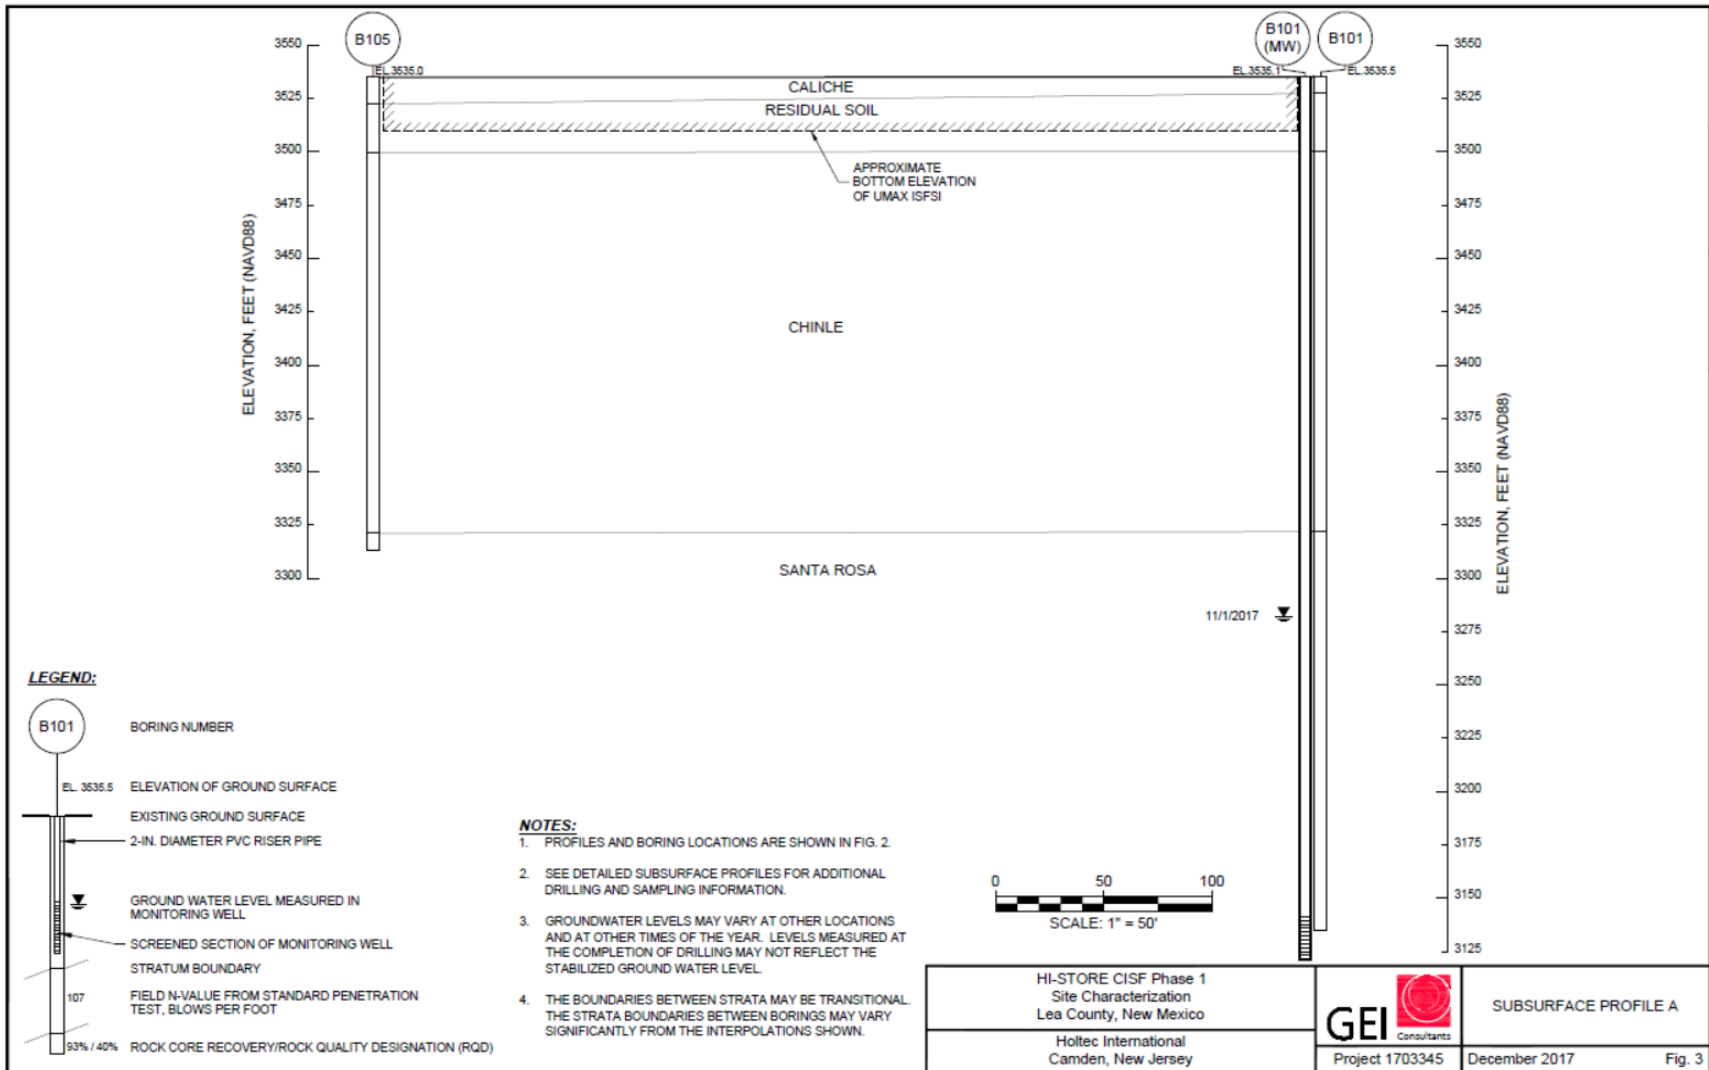 B105
B101
(MW)
B101
EL.3535.0
EL.3535.1
EL.3535.5
3550
3525
3500
3475
3450
3425
3400
3375
3350
3325
3300
ELEVATION, FEET (NAVD88)
CALICHE
RESIDUAL SOIL
APPROXIMATE
BOTTOM ELEVATION
OF UMAX ISFSI
CHINLE
SANTA ROSA
11/1/2017
3550
3525
3500
3475
3450
3425
3400
3375
3350
3325
3300
3275
3250
3225
3200
3175
3150
3125
ELEVATION, FEET (NAVD88)
LEGEND:
B101
BORING NUMBER
EL. 3535.5
ELEVATION OF GROUND SURFACE
EXISTING GROUND SURFACE
2-IN. DIAMETER PVC RISER PIPE
GROUND WATER LEVEL MEASURED IN
MONITORING WELL
SCREENED SECTION OF MONITORING WELL
STRATUM BOUNDARY
107
FIELD N-VALUE FROM STANDARD PENETRATION
TEST, BLOWS PER FOOT
93% / 40%
ROCK CORE RECOVERY/ROCK QUALITY DESIGNATION (RQD)
NOTES:
1. PROFILES AND BORING LOCATIONS ARE SHOWN IN FIG. 2.
2. SEE DETAILED SUBSURFACE PROFILES FOR ADDITIONAL
DRILLING AND SAMPLING INFORMATION.
3. GROUNDWATER LEVELS MAY VARY AT OTHER LOCATIONS
AND AT OTHER TIMES OF THE YEAR. LEVELS MEASURED AT
THE COMPLETION OF DRILLING MAY NOT REFLECT THE
STABILIZED GROUND WATER LEVEL.
4. THE BOUNDARIES BETWEEN STRATA MAY BE TRANSITIONAL.
THE STRATA BOUNDARIES BETWEEN BORINGS MAY VARY
SIGNIFICANTLY FROM THE INTERPOLATIONS SHOWN.
0 50 100
SCALE: 1" = 50'
HI-STORE CISF Phase 1
Site Characterization
Lea County, New Mexico
Holtec International
Camden, New Jersey
GEI
Consultants
Project 1703345
SUBSURFACE PROFILE A
December 2017
Fig. 3